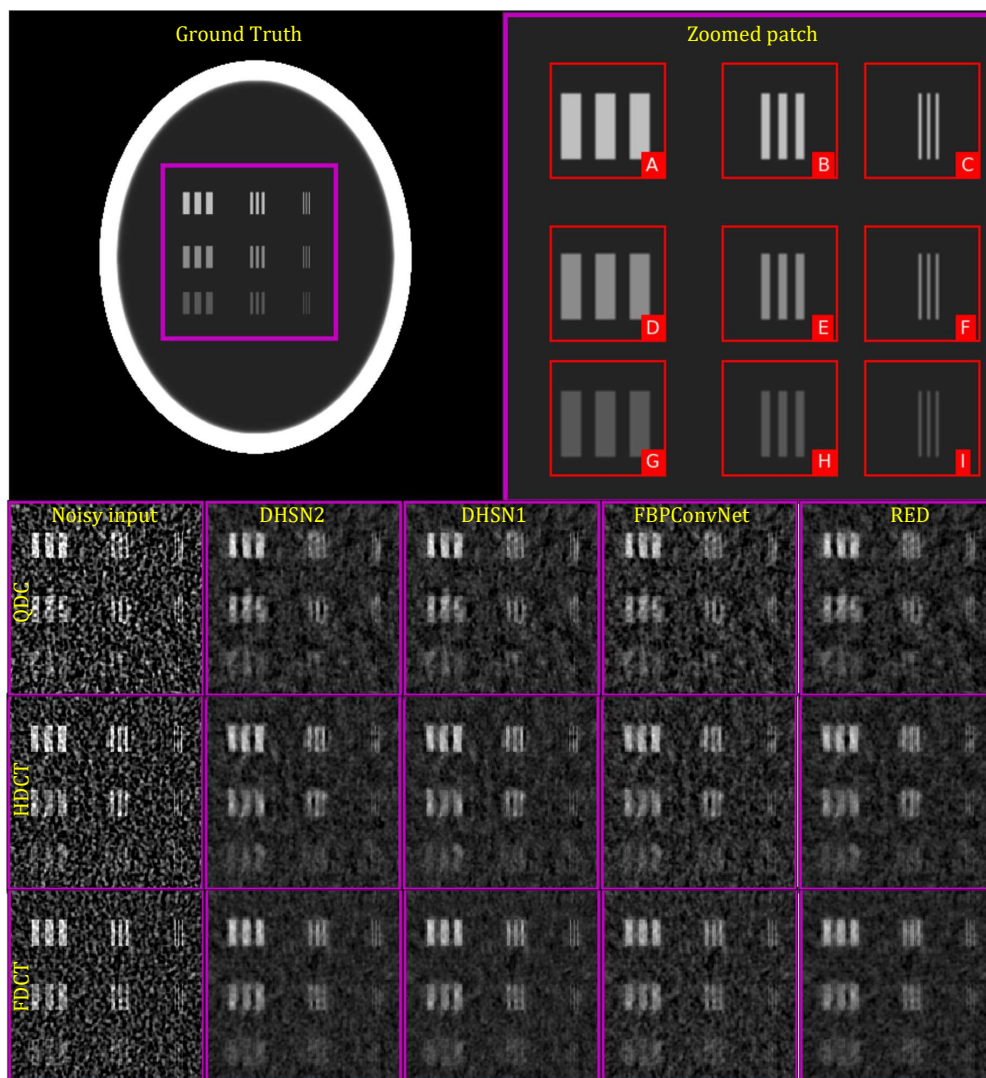 Ground Truth
Zoomed patch
A
B
C
D
E
F
G
H
I
Noisy input
DHSN2
DHSN1
FBPConvNet
RED
QDC
HDCT
FDCT